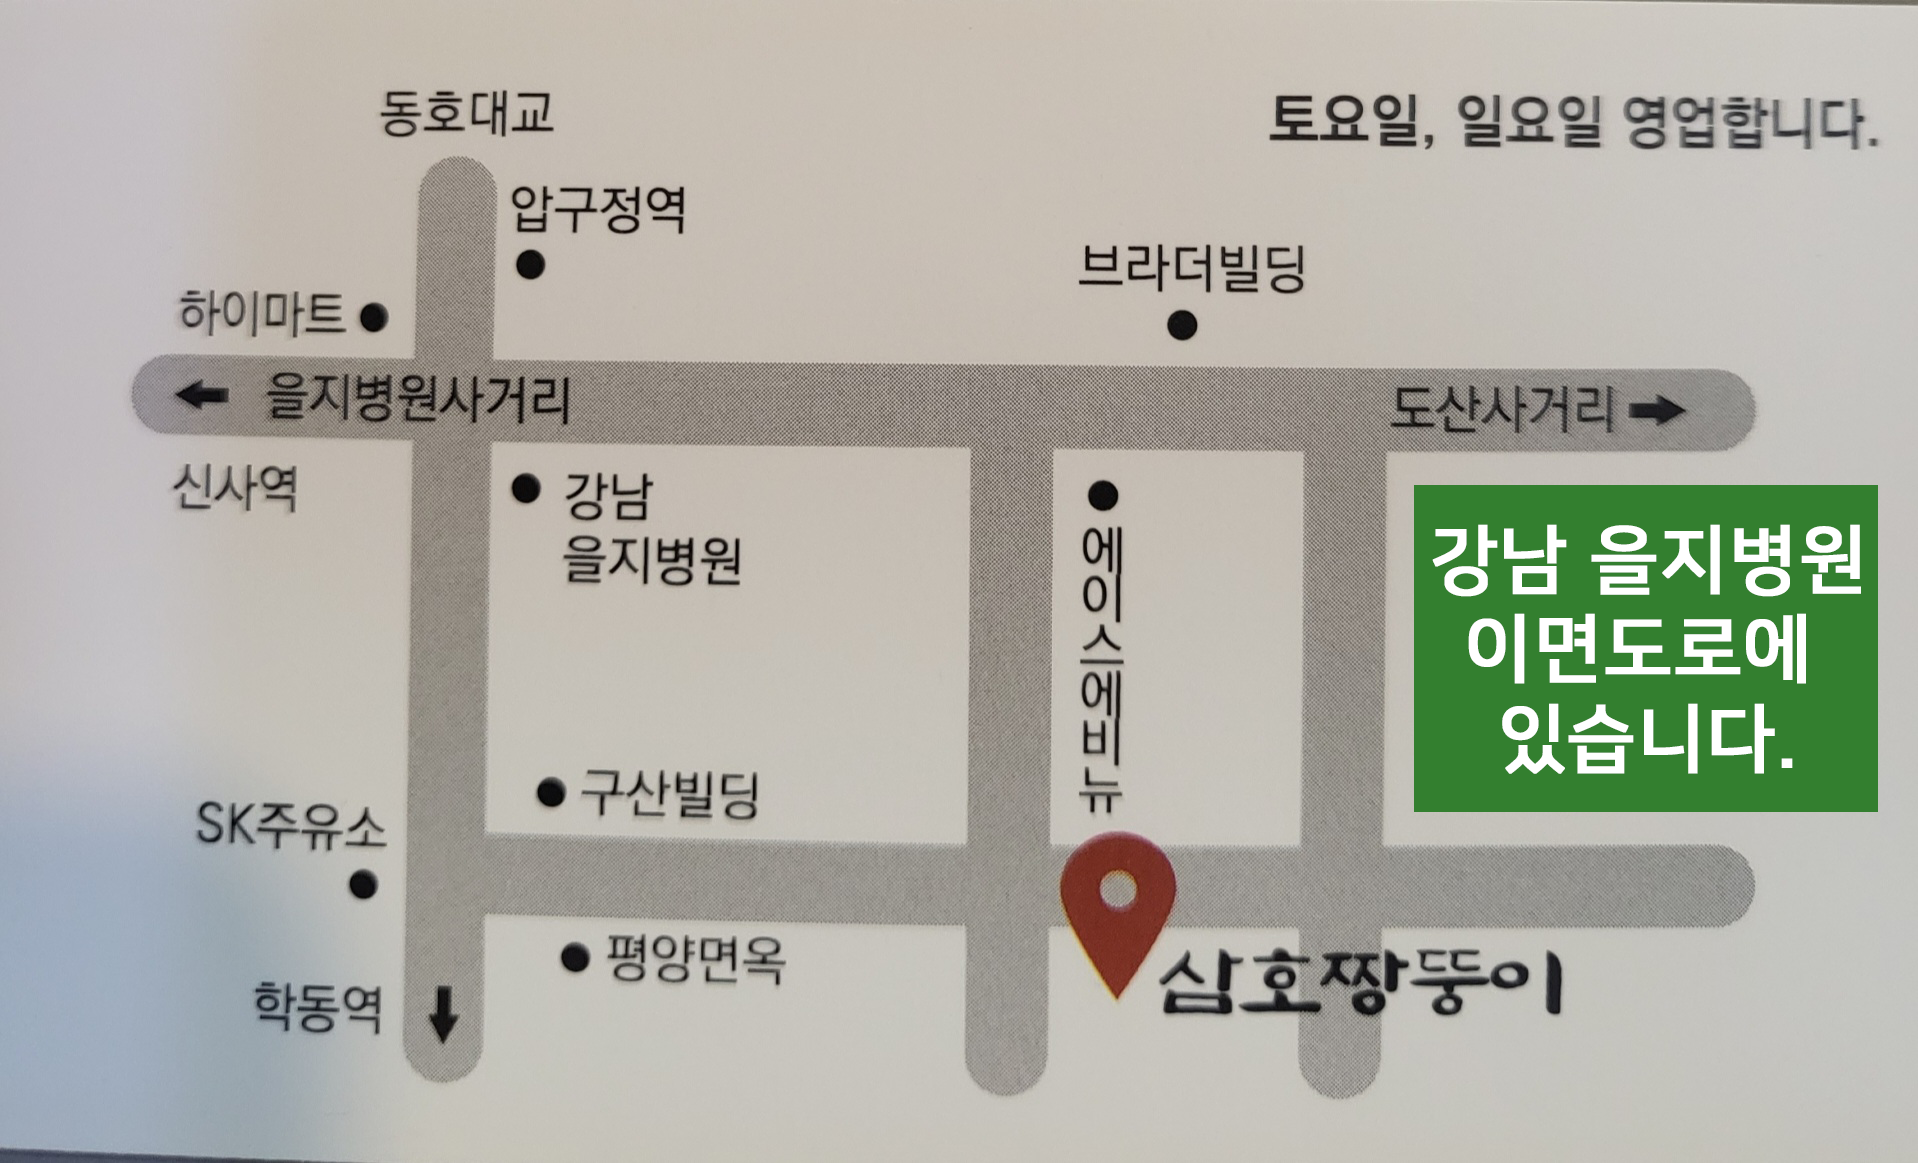 동호대교
토요일, 일요일 영업합니다.
압구정역
브라더빌딩
하이마트
을지병원사거리
도산사거리
신사역
강남
을지병원
에이스에비뉴
강남 을지병원
이면도로에
있습니다.
구산빌딩
SK주유소
평양면옥
삼호짱뚱이
학동역